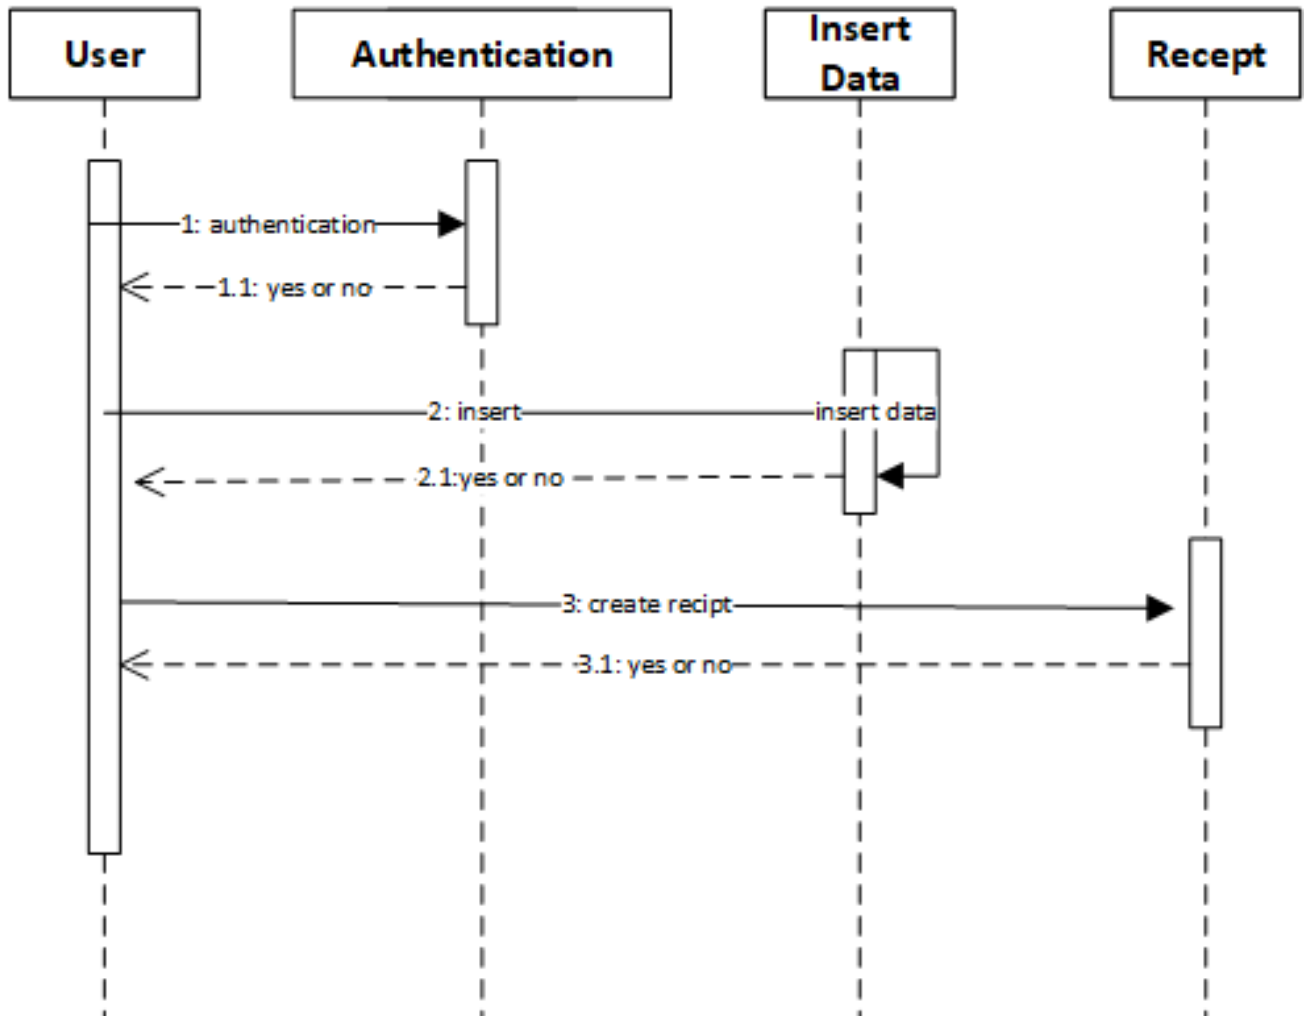 User
Authentication
Insert
Data
Recept
1: authentication
1.1: yes or no
2: insert
insert data
2.1:yes or no
3: create recipt
3.1: yes or no